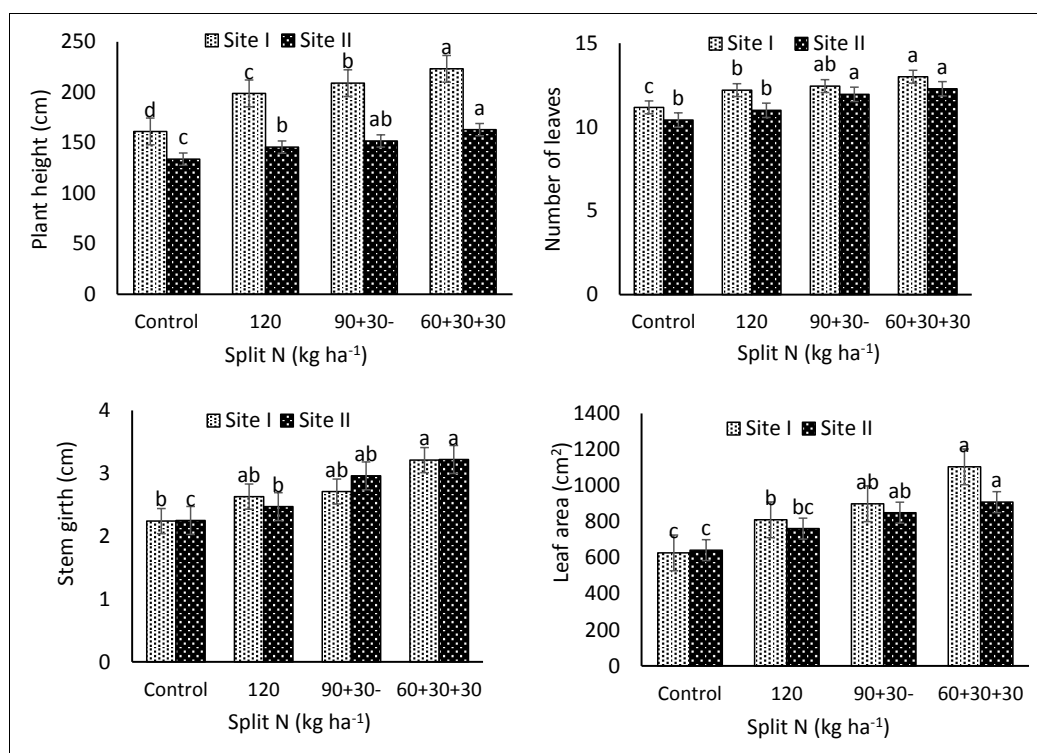 Site I Site II
Plant height (cm)
250
200
150
100
50
0
d c c b b ab a a
Control 120 90+30- 60+30+30
Split N (kg ha⁻¹)
Site I Site II
Number of leaves
15
10
5
0
c b b b ab a a a
Control 120 90+30- 60+30+30
Split N (kg ha⁻¹)
Site I Site II
Stem girth (cm)
4
3
2
1
0
b c ab b ab ab a a
Control 120 90+30- 60+30+30
Split N (kg ha⁻¹)
Site I Site II
Leaf area (cm²)
1400
1200
1000
800
600
400
200
0
c c b bc ab ab a a
Control 120 90+30- 60+30+30
Split N (kg ha⁻¹)